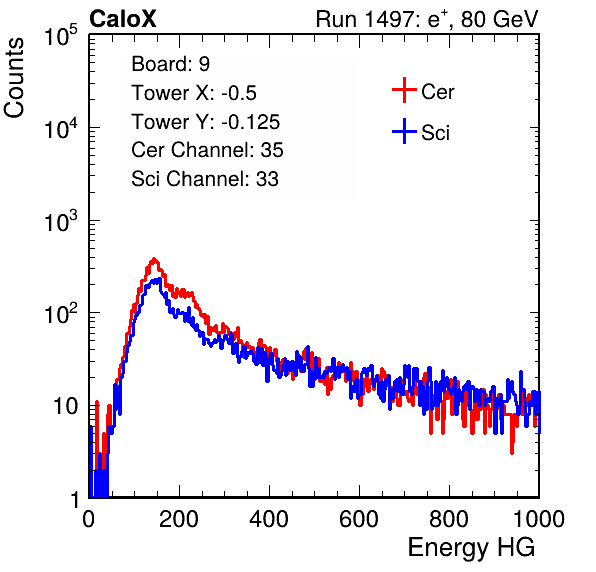 CaloX Run 1497: e⁺, 80 GeV
Counts
10⁵
10⁴
10³
10²
10
1
Board: 9
Tower X: -0.5
Tower Y: -0.125
Cer Channel: 35
Sci Channel: 33
Cer
Sci
0 200 400 600 800 1000
Energy HG